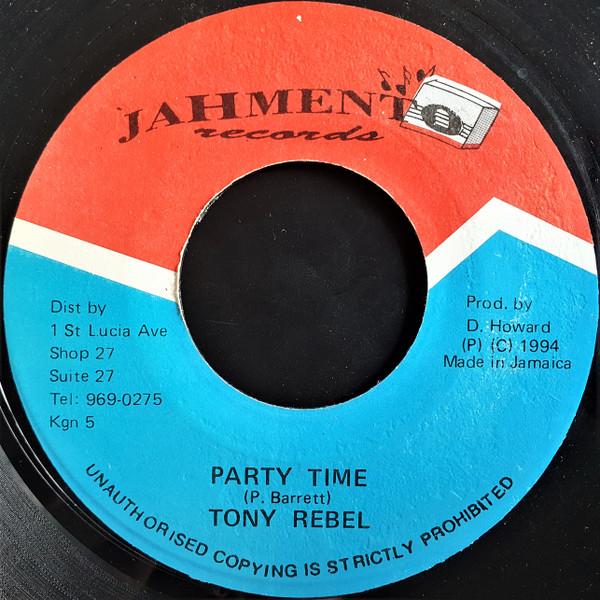 JAHMENT
records
Dist by
1 St Lucia Ave
Shop 27
Suite 27
Tel: 969-0275
Kgn 5
Prod. by
D. Howard
(P) (C) 1994
Made in Jamaica
PARTY TIME
(P. Barrett)
TONY REBEL
UNAUTHORISED COPYING IS STRICTLY PROHIBITED